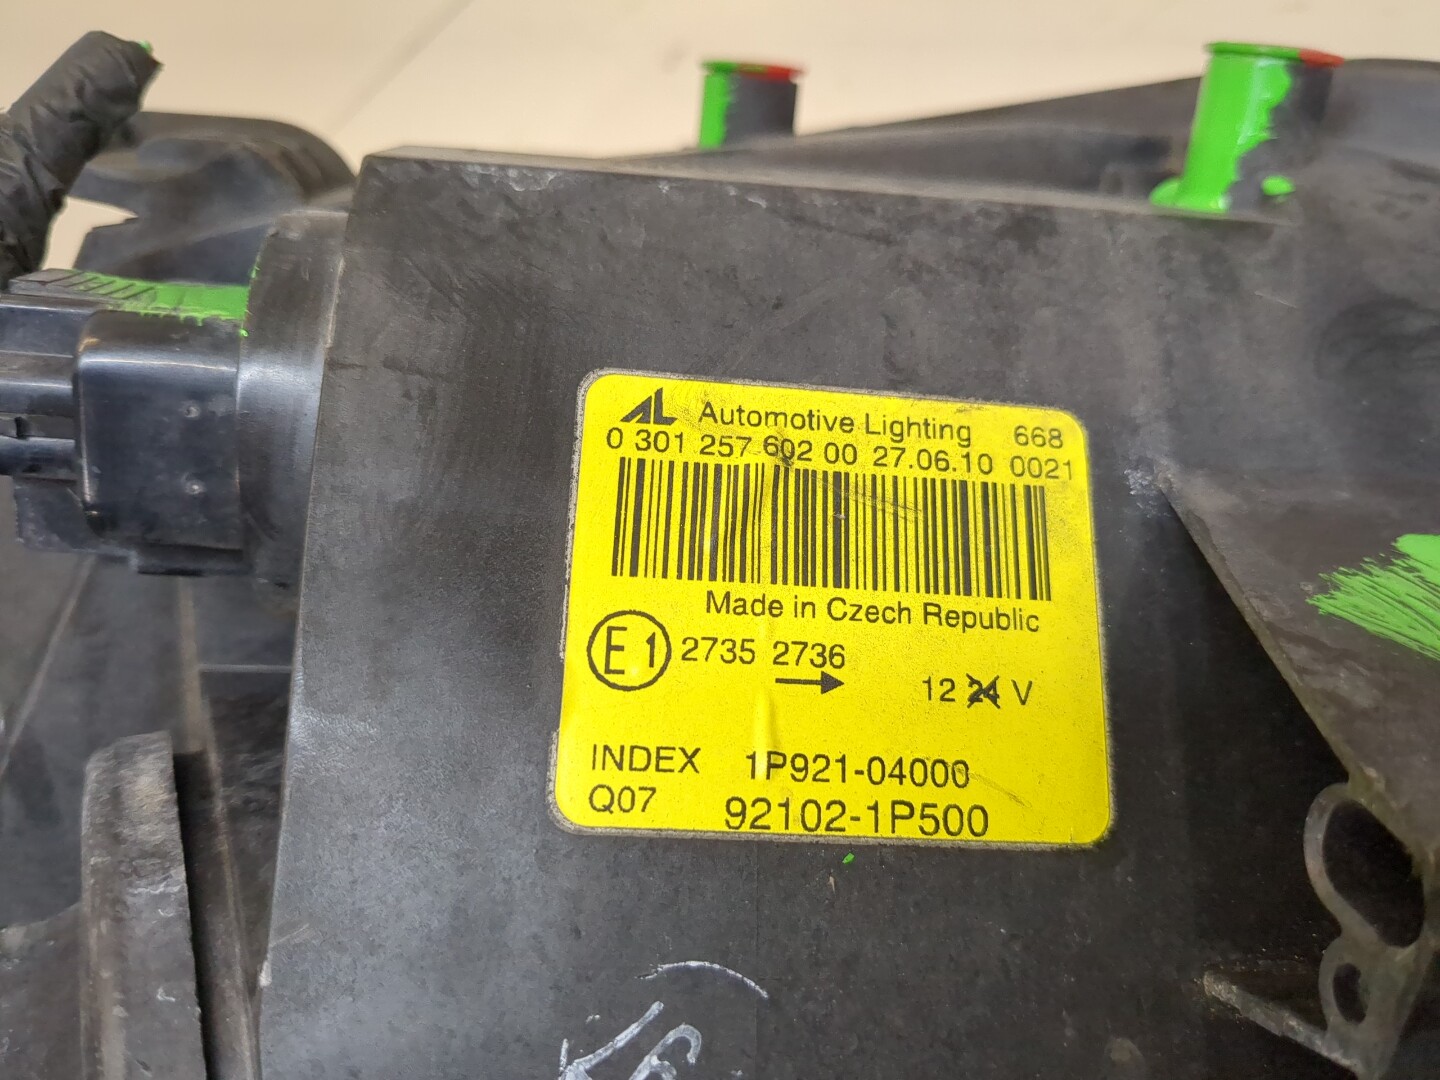 AL Automotive Lighting 668
0 301 257 602 00 27.06.10 0021
Made in Czech Republic
E1 2735 2736
12 24 V
INDEX 1P921-04000
Q07 92102-1P500